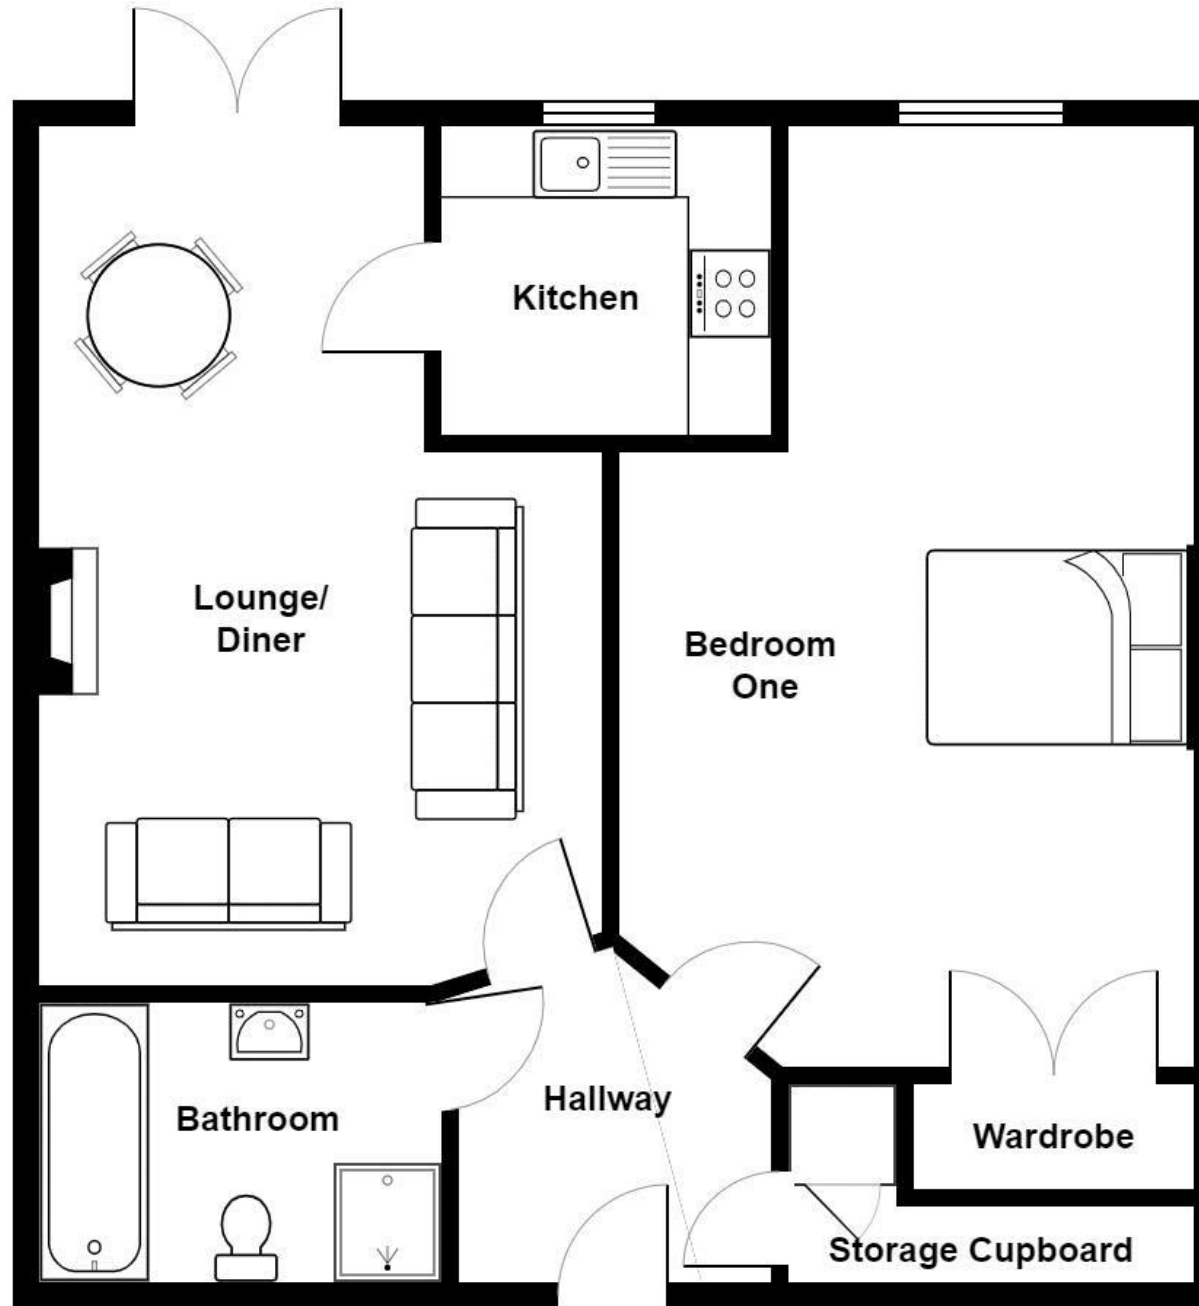 Kitchen
Lounge/
Diner
Bedroom
One
Hallway
Bathroom
Wardrobe
Storage Cupboard